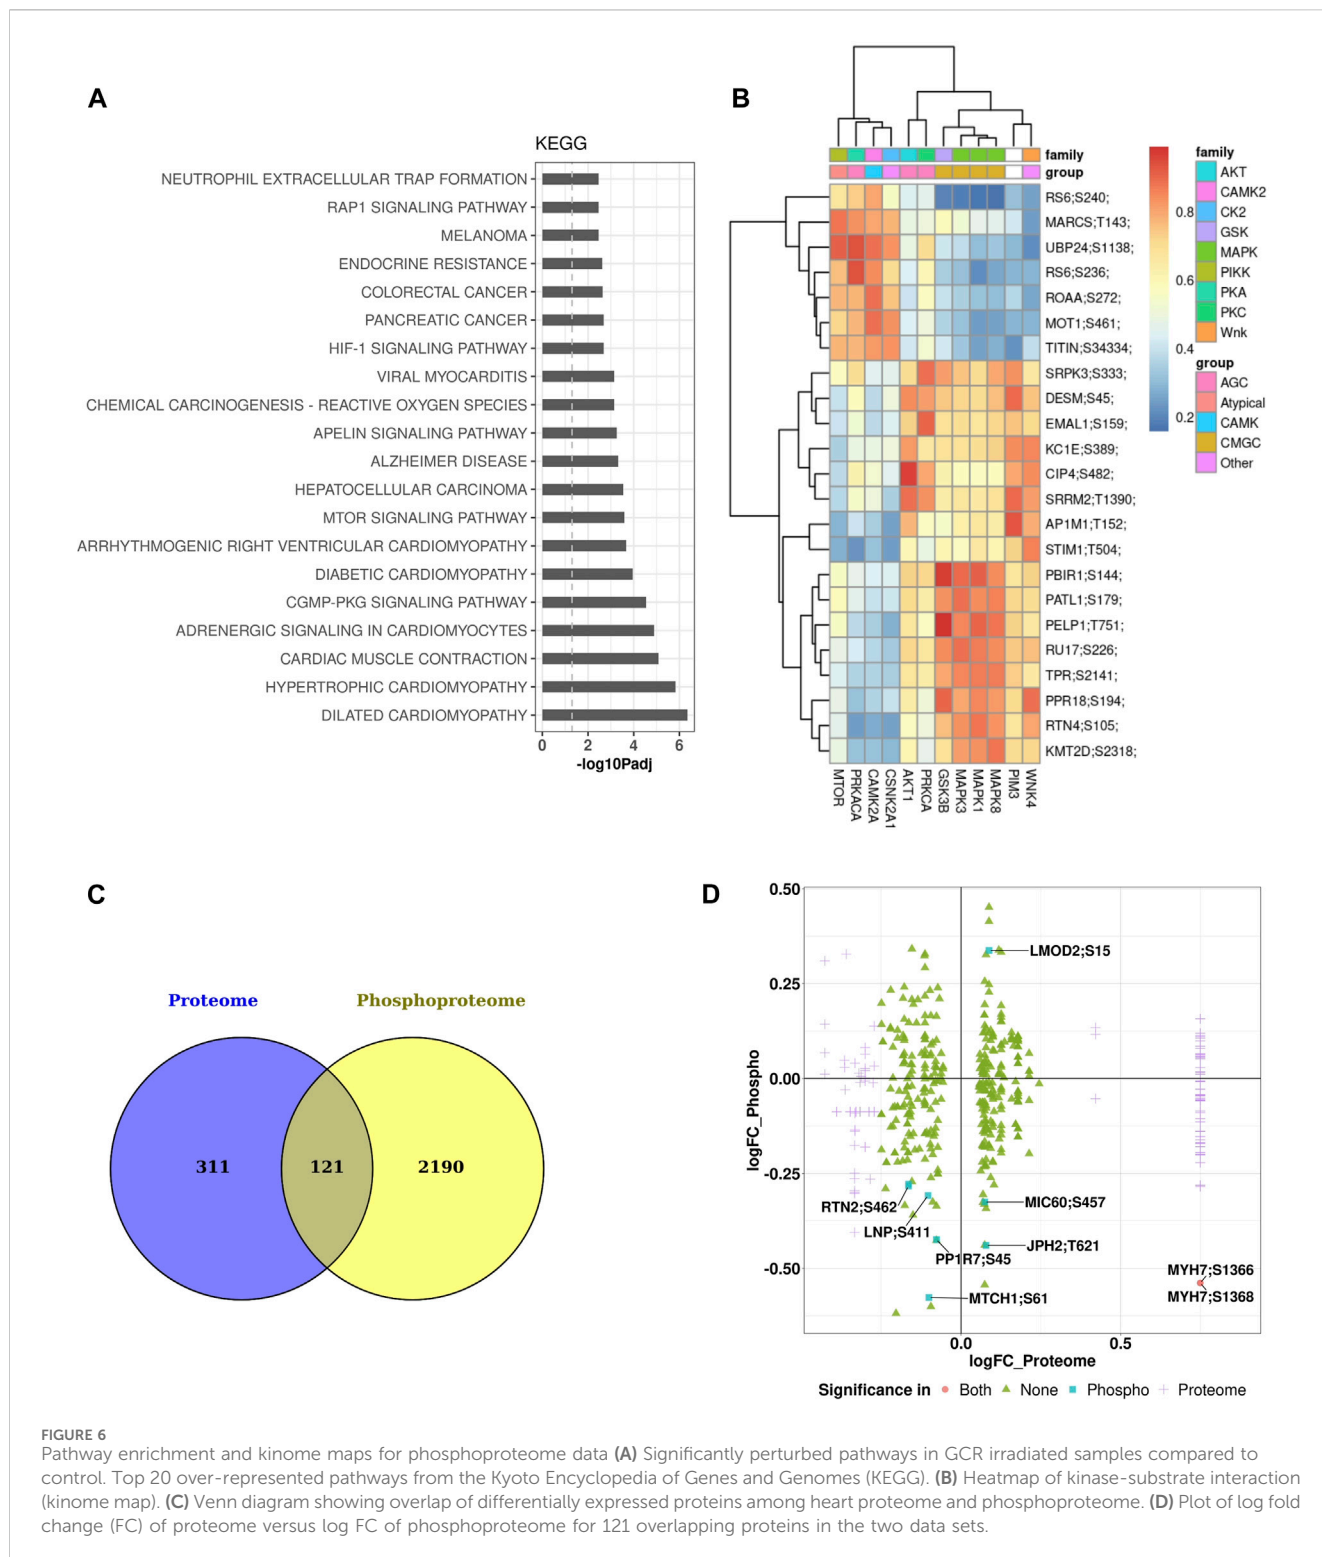 A
KEGG
NEUTROPHIL EXTRACELLULAR TRAP FORMATION
RAP1 SIGNALING PATHWAY
MELANOMA
ENDOCRINE RESISTANCE
COLORECTAL CANCER
PANCREATIC CANCER
HIF-1 SIGNALING PATHWAY
VIRAL MYOCARDITIS
CHEMICAL CARCINOGENESIS - REACTIVE OXYGEN SPECIES
APELIN SIGNALING PATHWAY
ALZHEIMER DISEASE
HEPATOCELLULAR CARCINOMA
MTOR SIGNALING PATHWAY
ARRHYTHMOGENIC RIGHT VENTRICULAR CARDIOMYOPATHY
DIABETIC CARDIOMYOPATHY
CGMP-PKG SIGNALING PATHWAY
ADRENERGIC SIGNALING IN CARDIOMYOCYTES
CARDIAC MUSCLE CONTRACTION
HYPERTROPHIC CARDIOMYOPATHY
DILATED CARDIOMYOPATHY
0 2 4 6
-log10Padj
B
family
group
RS6;S240;
MARCS;T143;
UBP24;S1138;
RS6;S236;
ROAA;S272;
MOT1;S461;
TITIN;S34334;
SRPK3;S333;
DESM;S45;
EMAL1;S159;
KC1E;S389;
CIP4;S482;
SRRM2;T1390;
AP1M1;T152;
STIM1;T504;
PBIR1;S144;
PATL1;S179;
PELP1;T751;
RU17;S226;
TPR;S2141;
PPR18;S194;
RTN4;S105;
KMT2D;S2318;
MTOR
PRKACA
CAMK2A
CSNK2A1
AKT1
PRKCA
GSK3B
MAPK3
MAPK1
MAPK8
PIM3
WNK4
0.8
0.6
0.4
0.2
family
AKT
CAMK2
CK2
GSK
MAPK
PIKK
PKA
PKC
Wnk
group
AGC
Atypical
CAMK
CMGC
Other
C
Proteome
Phosphoproteome
311
121
2190
D
0.50
0.25
0.00
-0.25
-0.50
logFC_Phospho
LMOD2;S15
RTN2;S462
LNP;S411
PP1R7;S45
MTCH1;S61
MIC60;S457
JPH2;T621
MYH7;S1366
MYH7;S1368
0.0 0.5
logFC_Proteome
Significance in Both None Phospho Proteome
FIGURE 6
Pathway enrichment and kinome maps for phosphoproteome data (A) Significantly perturbed pathways in GCR irradiated samples compared to
control. Top 20 over-represented pathways from the Kyoto Encyclopedia of Genes and Genomes (KEGG). (B) Heatmap of kinase-substrate interaction
(kinome map). (C) Venn diagram showing overlap of differentially expressed proteins among heart proteome and phosphoproteome. (D) Plot of log fold
change (FC) of proteome versus log FC of phosphoproteome for 121 overlapping proteins in the two data sets.